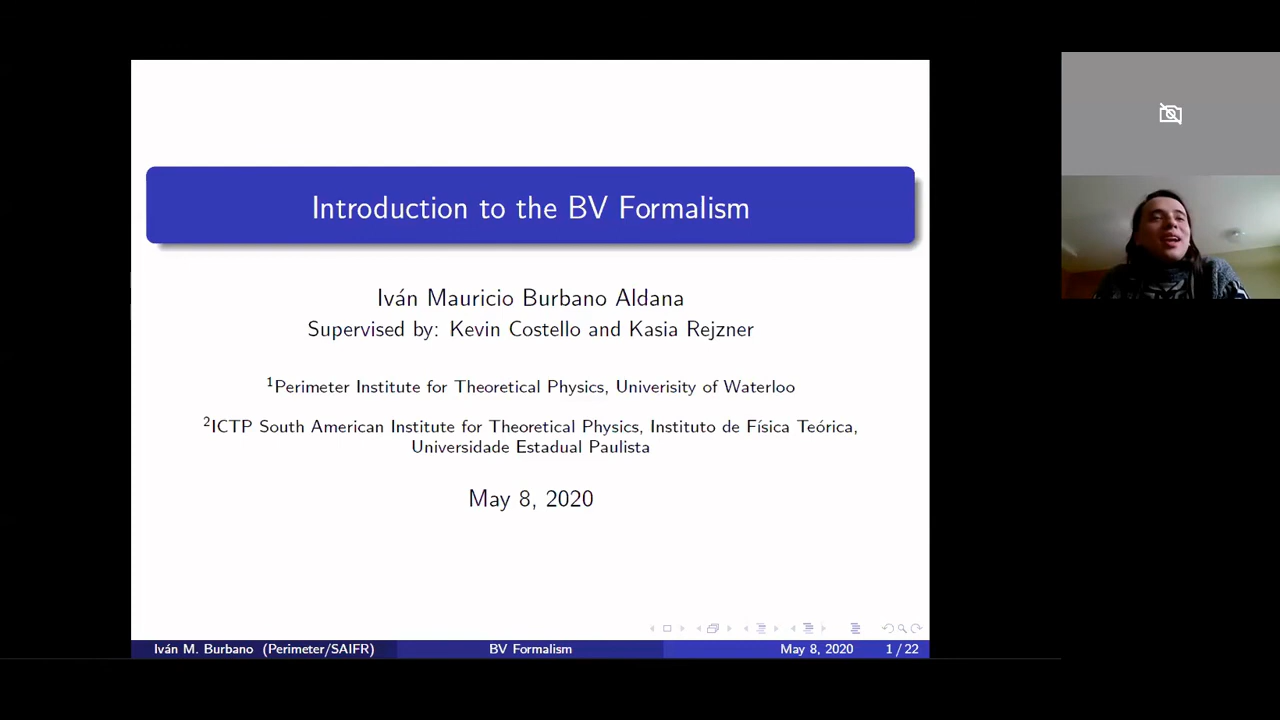 Introduction to the BV Formalism
Iván Mauricio Burbano Aldana
Supervised by: Kevin Costello and Kasia Rejzner
¹Perimeter Institute for Theoretical Physics, Univerisity of Waterloo
²ICTP South American Institute for Theoretical Physics, Instituto de Física Teórica,
Universidade Estadual Paulista
May 8, 2020
Iván M. Burbano (Perimeter/SAIFR) BV Formalism May 8, 2020 1 / 22